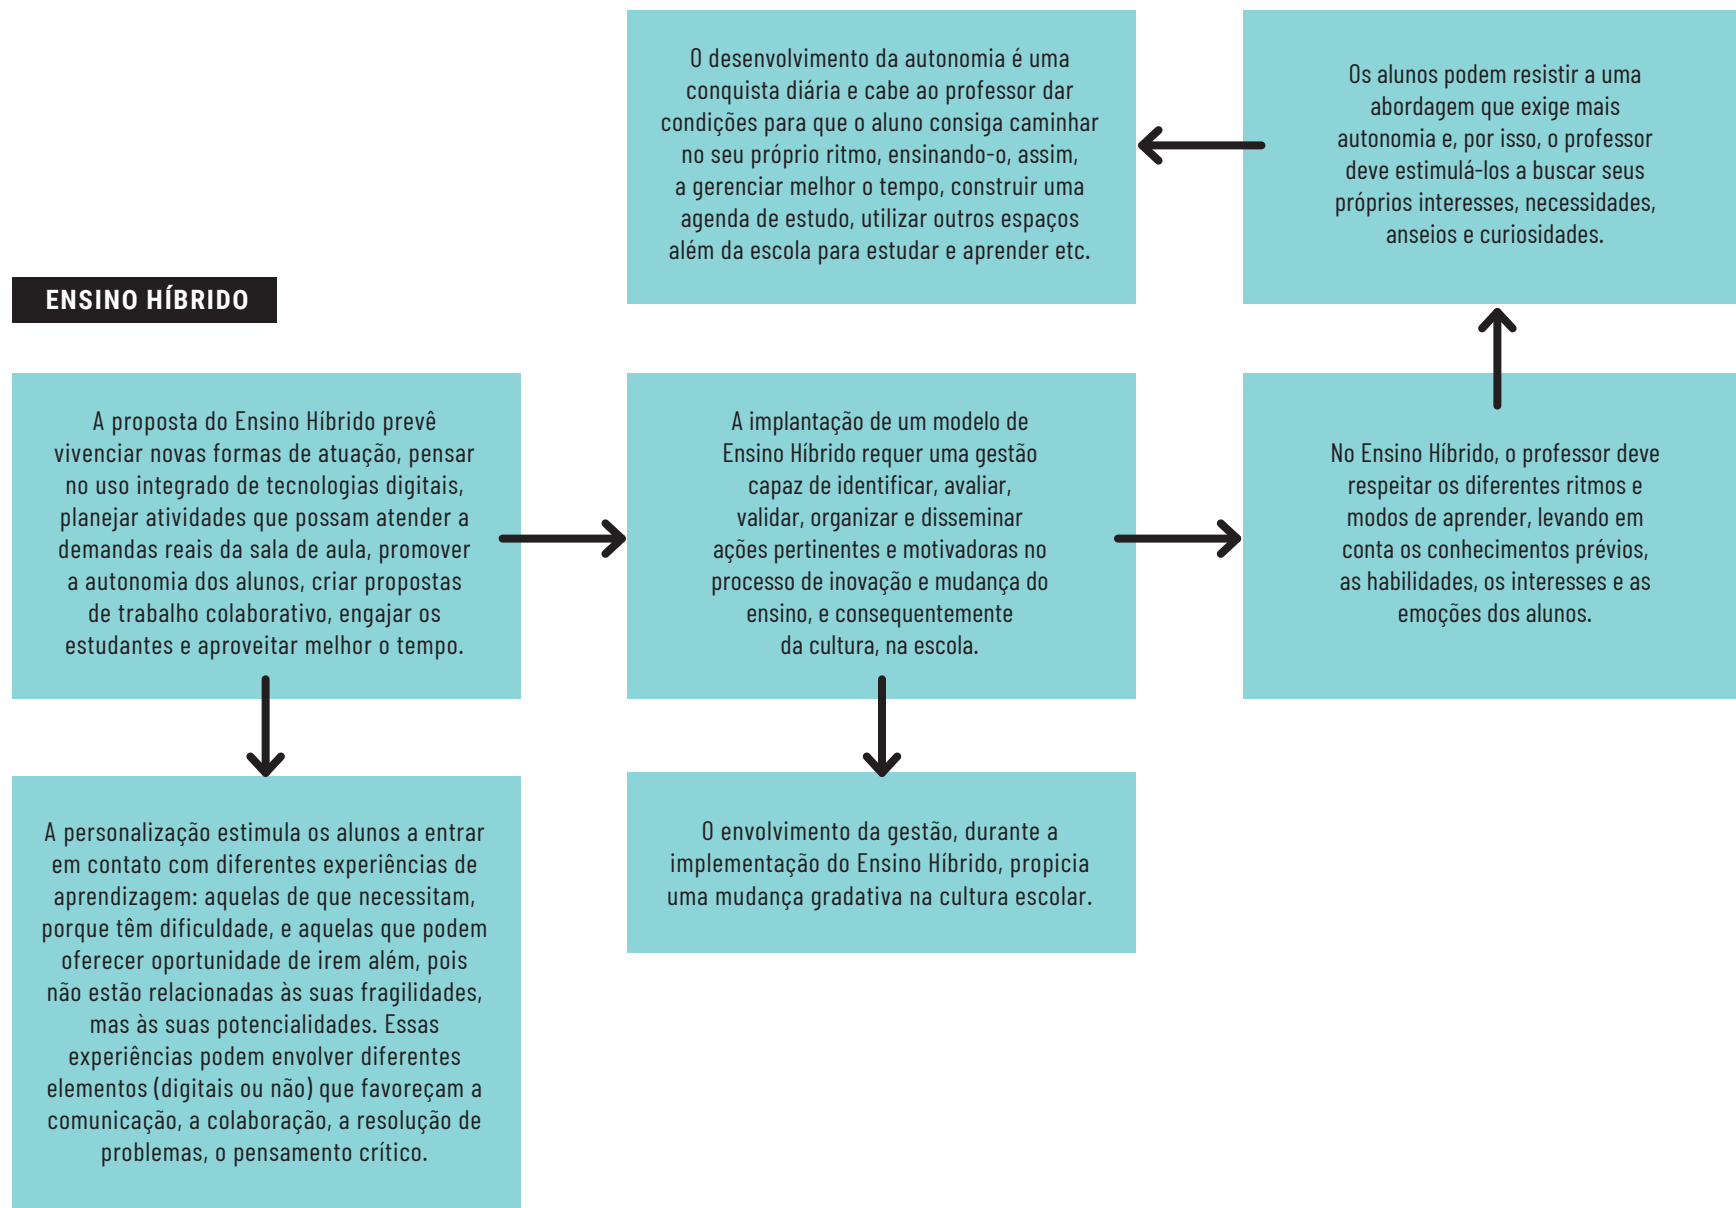 ENSINO HÍBRIDO
A proposta do Ensino Híbrido prevê
vivenciar novas formas de atuação, pensar
no uso integrado de tecnologias digitais,
planejar atividades que possam atender a
demandas reais da sala de aula, promover
a autonomia dos alunos, criar propostas
de trabalho colaborativo, engajar os
estudantes e aproveitar melhor o tempo.
A personalização estimula os alunos a entrar
em contato com diferentes experiências de
aprendizagem: aquelas de que necessitam,
porque têm dificuldade, e aquelas que podem
oferecer oportunidade de irem além, pois
não estão relacionadas às suas fragilidades,
mas às suas potencialidades. Essas
experiências podem envolver diferentes
elementos (digitais ou não) que favoreçam a
comunicação, a colaboração, a resolução de
problemas, o pensamento crítico.
A implantação de um modelo de
Ensino Híbrido requer uma gestão
capaz de identificar, avaliar,
validar, organizar e disseminar
ações pertinentes e motivadoras no
processo de inovação e mudança do
ensino, e consequentemente
da cultura, na escola.
O envolvimento da gestão, durante a
implementação do Ensino Híbrido, propicia
uma mudança gradativa na cultura escolar.
No Ensino Híbrido, o professor deve
respeitar os diferentes ritmos e
modos de aprender, levando em
conta os conhecimentos prévios,
as habilidades, os interesses e as
emoções dos alunos.
Os alunos podem resistir a uma
abordagem que exige mais
autonomia e, por isso, o professor
deve estimulá-los a buscar seus
próprios interesses, necessidades,
anseios e curiosidades.
O desenvolvimento da autonomia é uma
conquista diária e cabe ao professor dar
condições para que o aluno consiga caminhar
no seu próprio ritmo, ensinando-o, assim,
a gerenciar melhor o tempo, construir uma
agenda de estudo, utilizar outros espaços
além da escola para estudar e aprender etc.